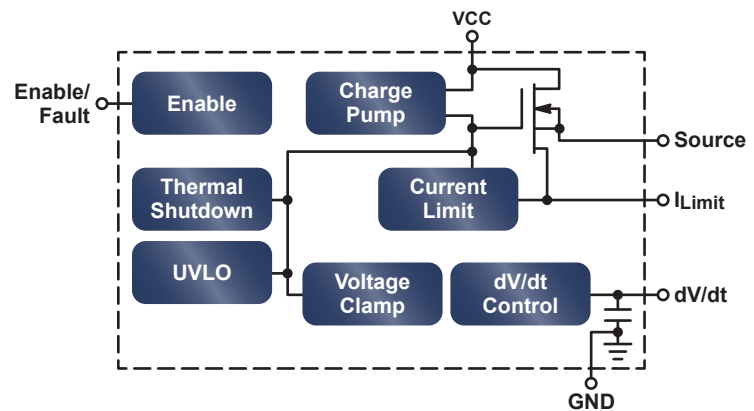 VCC
Enable/
Fault
Enable
Charge
Pump
Source
Thermal
Shutdown
Current
Limit
ILimit
UVLO
Voltage
Clamp
dV/dt
Control
dV/dt
GND